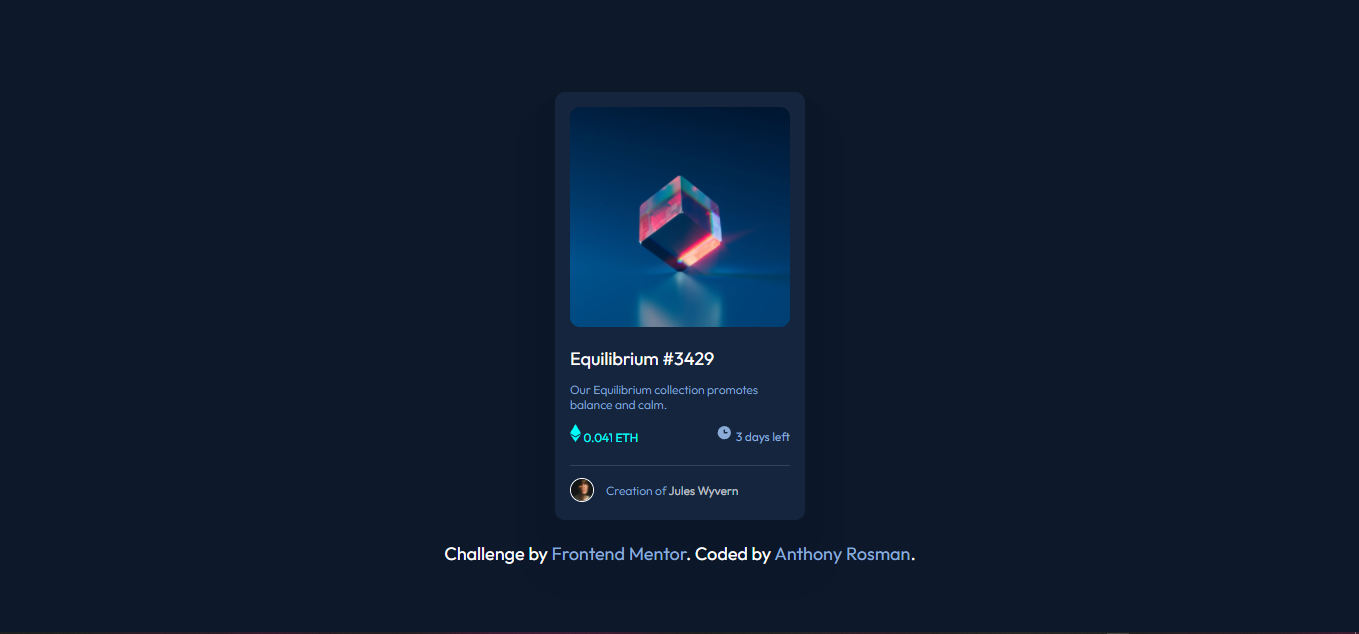 Equilibrium #3429
Our Equilibrium collection promotes
balance and calm.
0.041 ETH
3 days left
Creation of Jules Wyvern
Challenge by Frontend Mentor. Coded by Anthony Rosman.